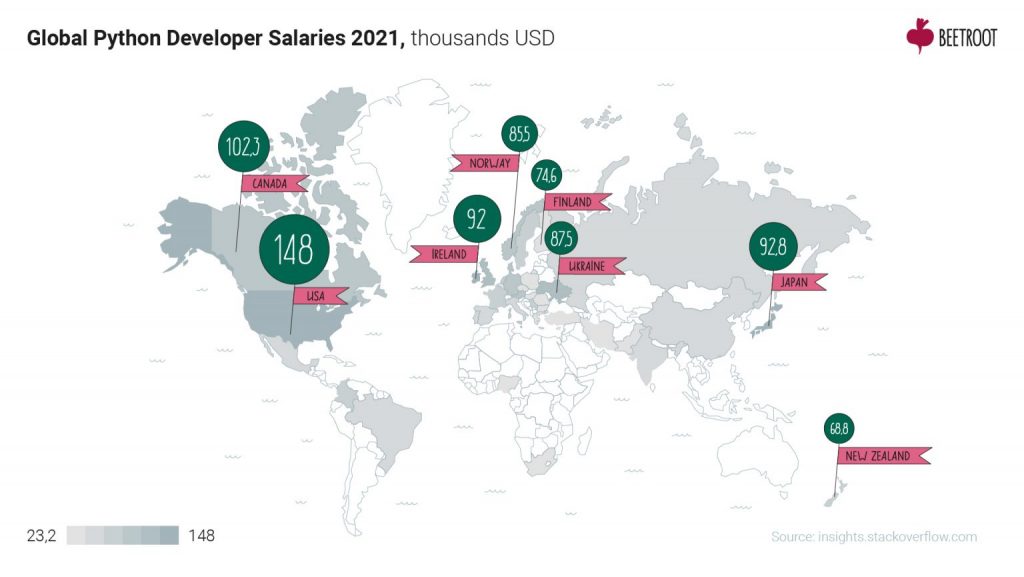 Global Python Developer Salaries 2021, thousands USD
BEETROOT
102,3
CANADA
85,5
NORWAY
74,6
FINLAND
148
USA
92
IRELAND
87,5
UKRAINE
92,8
JAPAN
68,8
NEW ZEALAND
23,2
148
Source: insights.stackoverflow.com